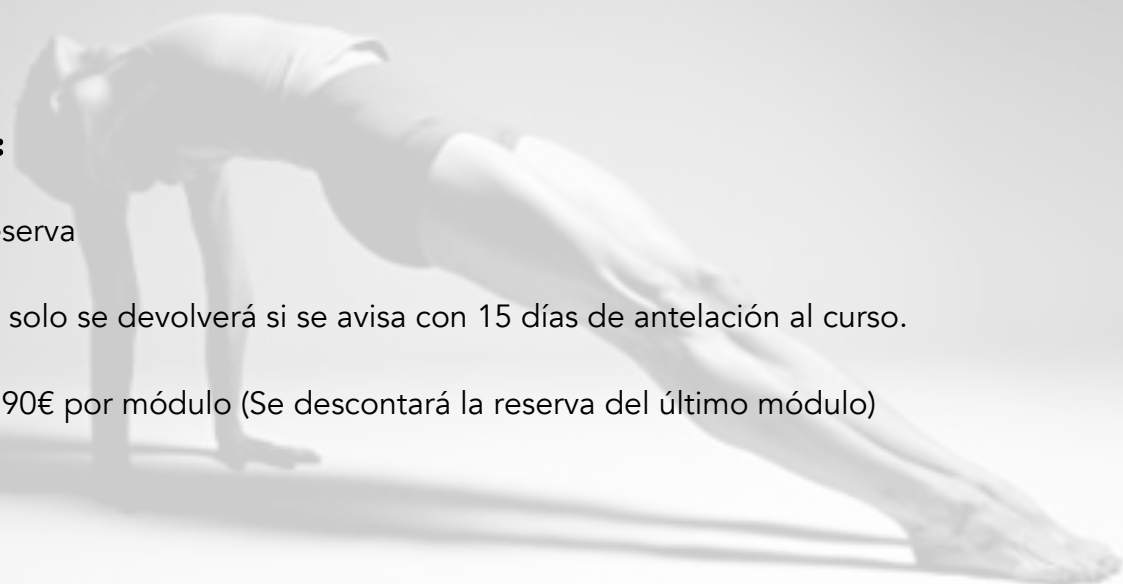 :
serva
solo se devolverá si se avisa con 15 días de antelación al curso.
90€ por módulo (Se descontará la reserva del último módulo)